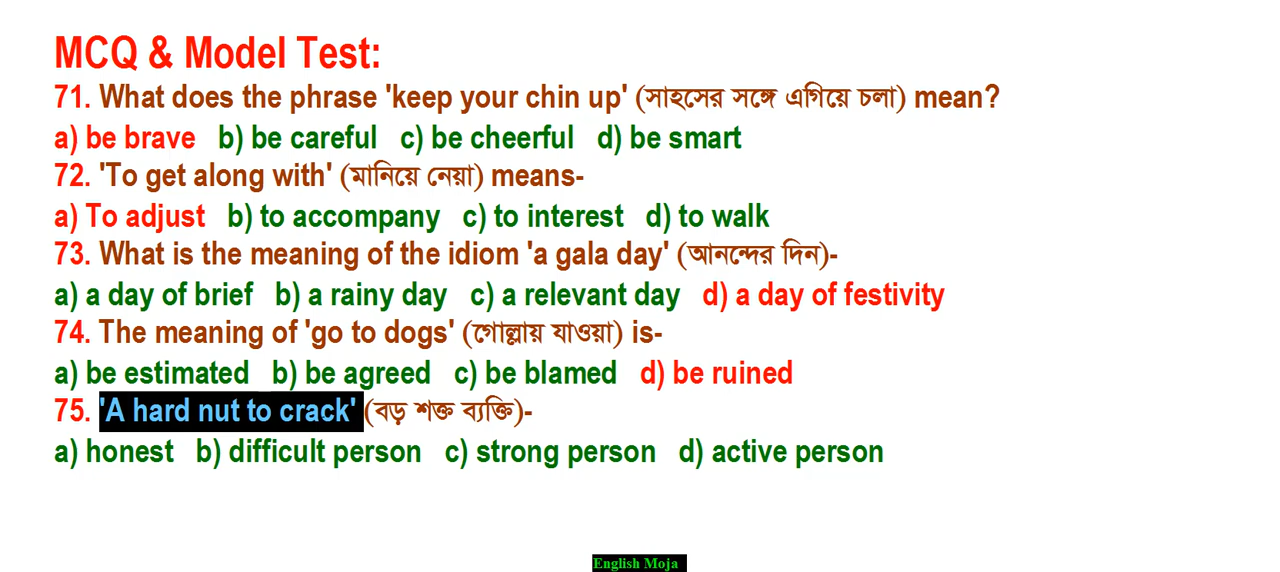 MCQ & Model Test:
71. What does the phrase 'keep your chin up' (সাহসের সঙ্গে এগিয়ে চলা) mean?
a) be brave b) be careful c) be cheerful d) be smart
72. 'To get along with' (মানিয়ে নেয়া) means-
a) To adjust b) to accompany c) to interest d) to walk
73. What is the meaning of the idiom 'a gala day' (আনন্দের দিন)-
a) a day of brief b) a rainy day c) a relevant day d) a day of festivity
74. The meaning of 'go to dogs' (গোল্লায় যাওয়া) is-
a) be estimated b) be agreed c) be blamed d) be ruined
75. 'A hard nut to crack' (বড় শক্ত ব্যক্তি)-
a) honest b) difficult person c) strong person d) active person
English Moja